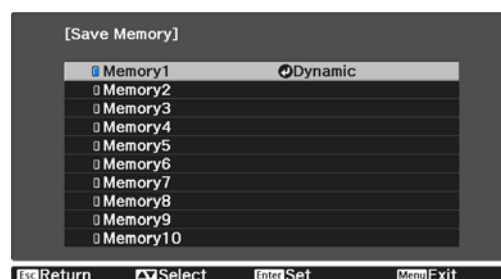 [Save Memory]
Memory1 Dynamic
Memory2
Memory3
Memory4
Memory5
Memory6
Memory7
Memory8
Memory9
Memory10
Esc Return Select Enter Set Menu Exit